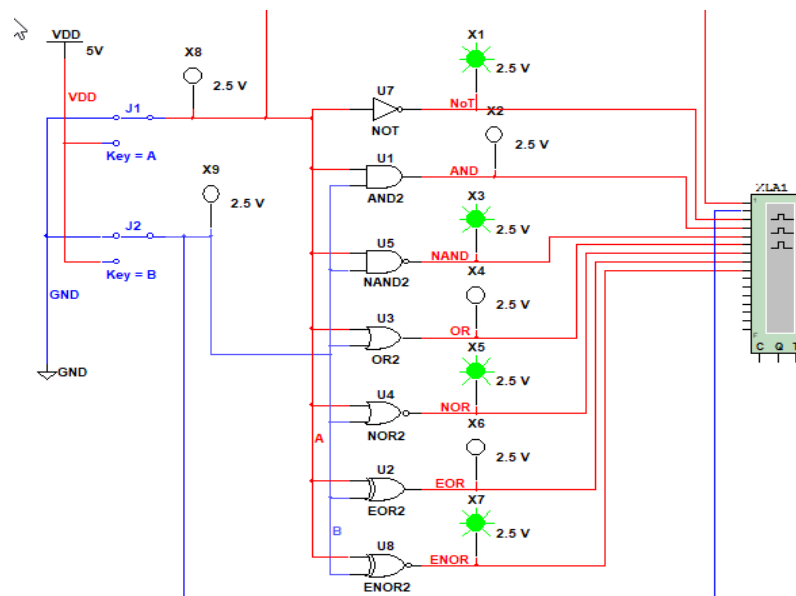 VDD
5V
X8
2.5 V
VDD
J1
Key = A
X9
2.5 V
J2
Key = B
GND
GND
X1
2.5 V
U7
NOT
NoT
X2
2.5 V
U1
AND2
AND
X3
2.5 V
U5
NAND2
NAND
X4
2.5 V
U3
OR2
OR
X5
2.5 V
U4
NOR2
NOR
A
X6
2.5 V
U2
EOR2
EOR
X7
2.5 V
B
U8
ENOR2
ENOR
XLA1
1
F
C Q T